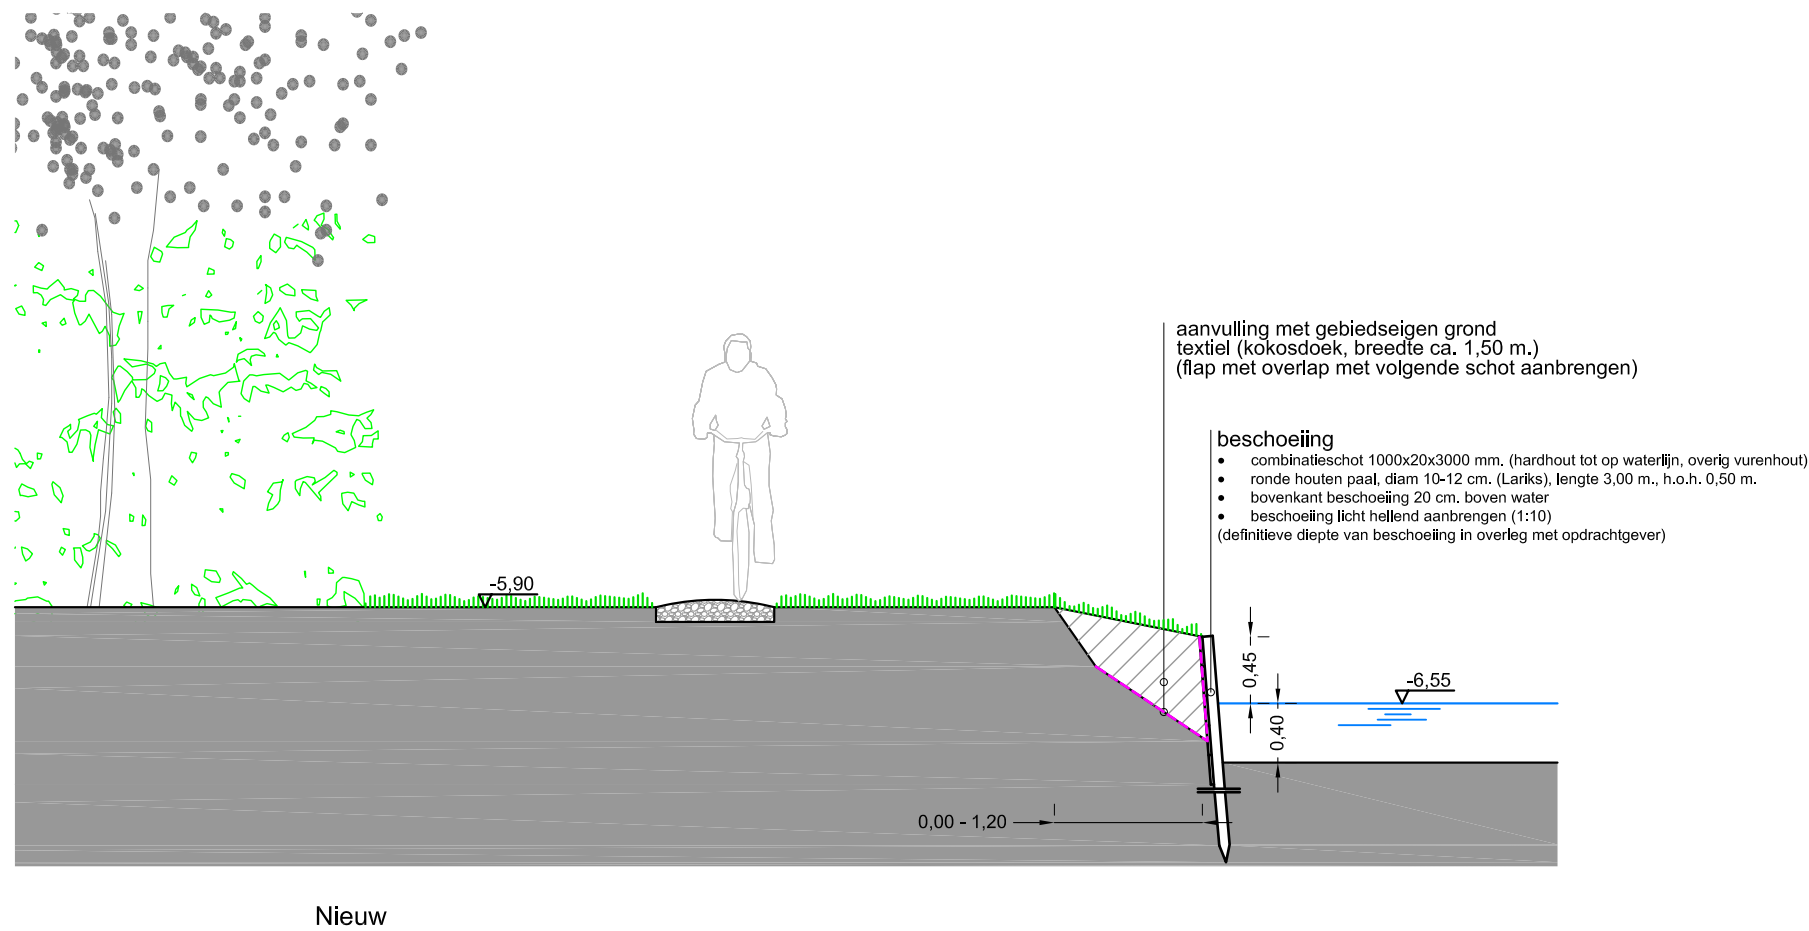 aanvulling met gebiedseigen grond
textiel (kokosdoek, breedte ca. 1,50 m.)
(flap met overlap met volgende schot aanbrengen)
beschoeiing
• combinatieschot 1000x20x3000 mm. (hardhout tot op waterlijn, overig vurenhout)
• ronde houten paal, diam 10-12 cm. (Lariks), lengte 3,00 m., h.o.h. 0,50 m.
• bovenkant beschoeiing 20 cm. boven water
• beschoeiing licht hellend aanbrengen (1:10)
(definitieve diepte van beschoeiing in overleg met opdrachtgever)
-5,90
0,45
-6,55
0,40
0,00 - 1,20
Nieuw